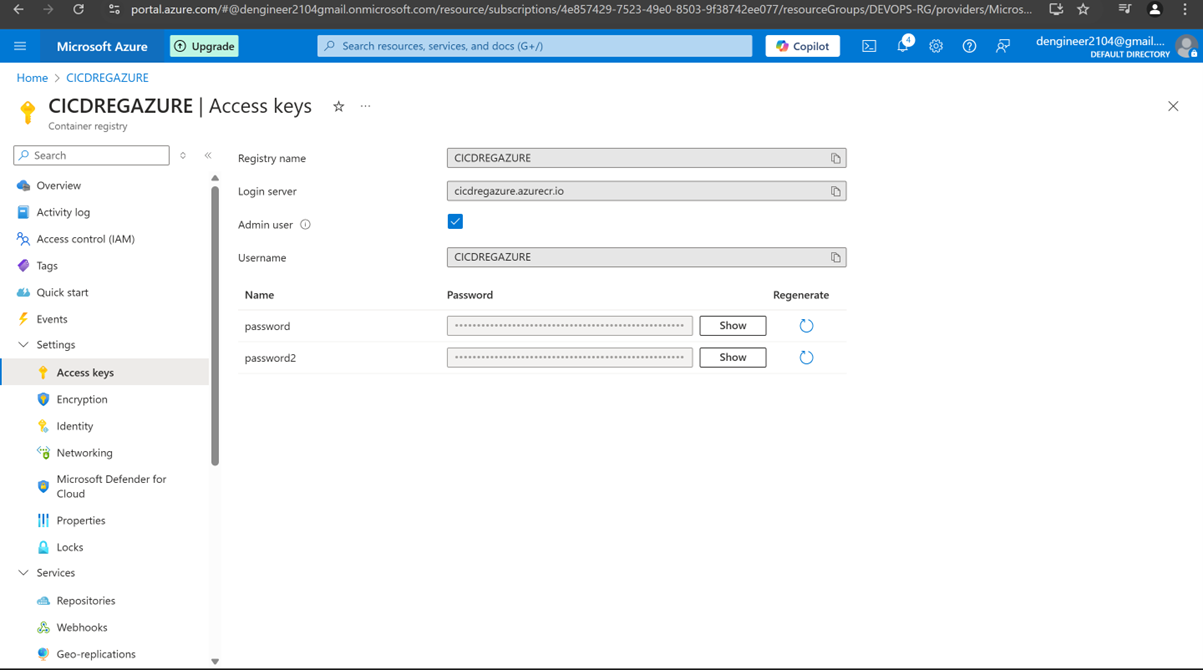 portal.azure.com/#@dengineer2104gmail.onmicrosoft.com/resource/subscriptions/4e857429-7523-49e0-8503-9f38742ee077/resourceGroups/DEVOPS-RG/providers/Micros...
Microsoft Azure
Upgrade
Search resources, services, and docs (G+/)
Copilot
4
dengineer2104@gmail....
DEFAULT DIRECTORY
Home > CICDREGAZURE
CICDREGAZURE | Access keys
Container registry
Search
Overview
Activity log
Access control (IAM)
Tags
Quick start
Events
Settings
Access keys
Encryption
Identity
Networking
Microsoft Defender for
Cloud
Properties
Locks
Services
Repositories
Webhooks
Geo-replications
Registry name
CICDREGAZURE
Login server
cicdregazure.azurecr.io
Admin user
Username
CICDREGAZURE
Name Password Regenerate
password Show
password2 Show